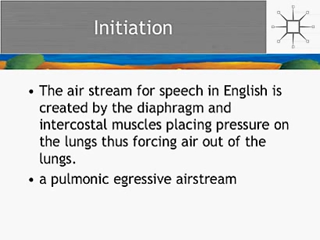 Initiation
• The air stream for speech in English is
created by the diaphragm and
intercostal muscles placing pressure on
the lungs thus forcing air out of the
lungs.
• a pulmonic egressive airstream